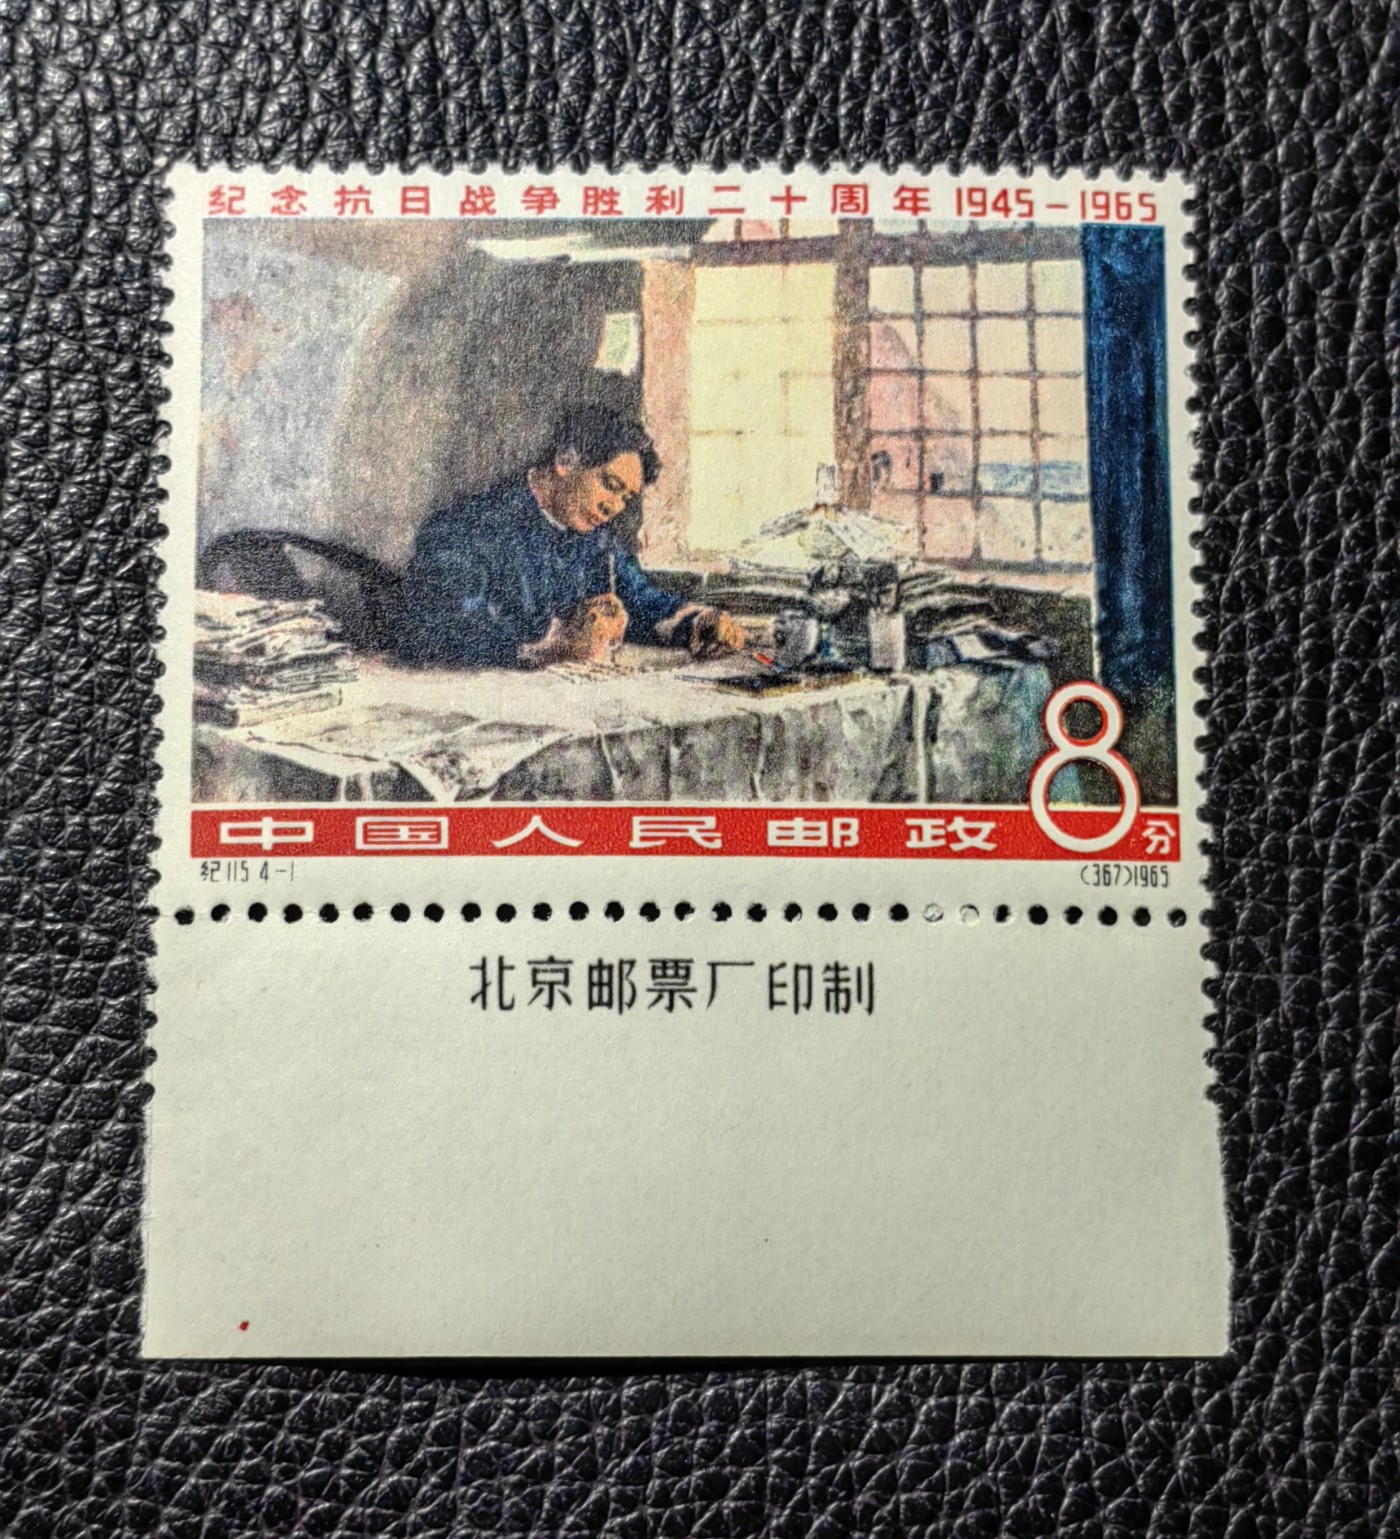 纪念抗日战争胜利二十周年 1945-1965
8分
中国人民邮政
纪115 4-1
(367)1965
北京邮票厂印制